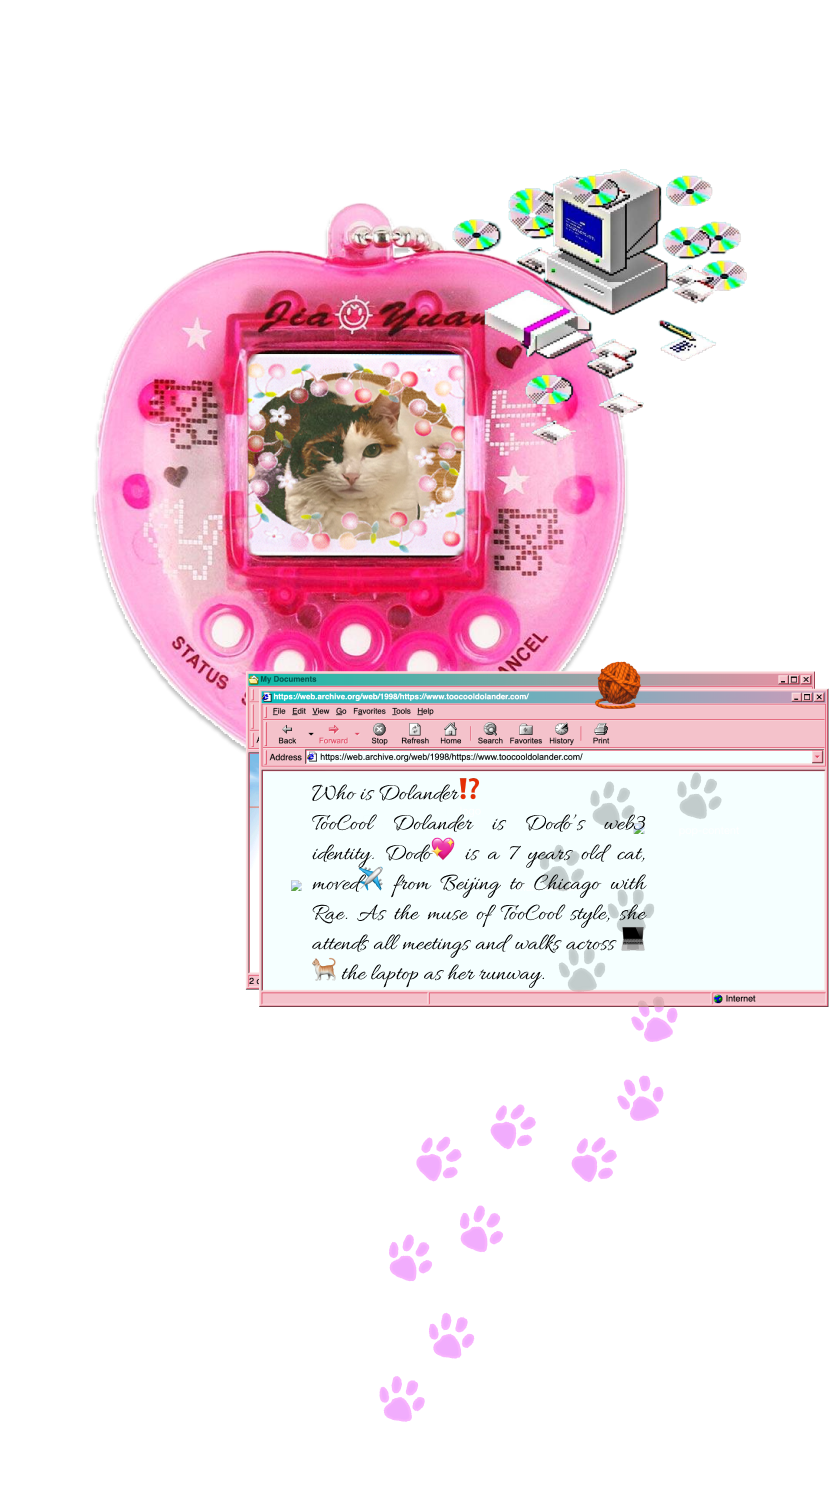 Jia Yuan
STATUS
ANCEL
My Documents
https://web.archive.org/web/1998/https://www.toocooldolander.com/
File Edit View Go Favorites Tools Help
Back Forward Stop Refresh Home Search Favorites History Print
Address https://web.archive.org/web/1998/https://www.toocooldolander.com/
Who is Dolander⁉️
TooCool Dolander is Dodo's web3
identity. Dodo💖 is a 7 years old cat,
moved✈️ from Beijing to Chicago with
Rae. As the muse of TooCool style, she
attends all meetings and walks across 💻
🐈 the laptop as her runway.
Internet